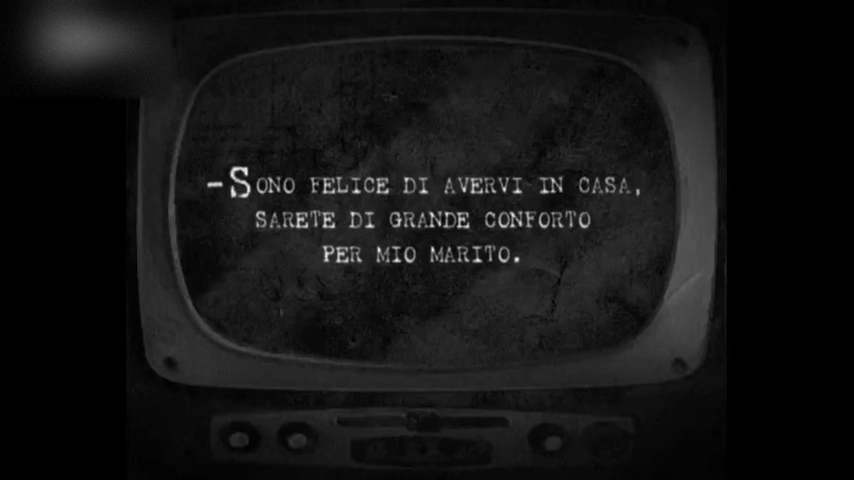 -Sono felice di avervi in casa,
sarete di grande conforto
per mio marito.